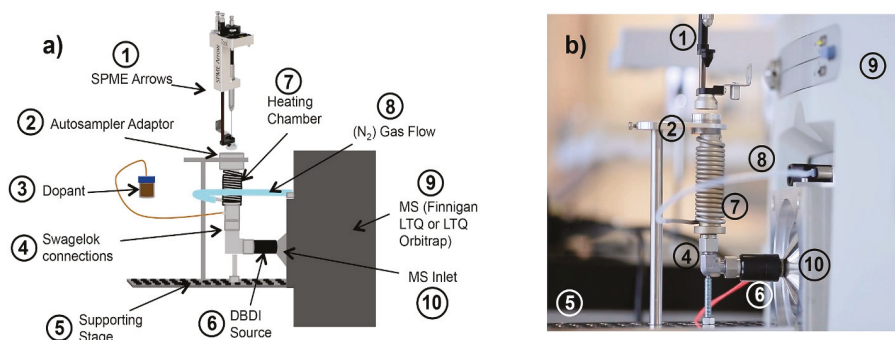 a)
1
SPME Arrows
SPME Arrow
2
Autosampler Adaptor
3
Dopant
4
Swagelok
connections
5
Supporting
Stage
6
DBDI
Source
7
Heating
Chamber
8
(N₂) Gas Flow
9
MS (Finnigan
LTQ or LTQ
Orbitrap)
MS Inlet
10
b)
1
2
4
5
6
7
8
9
10